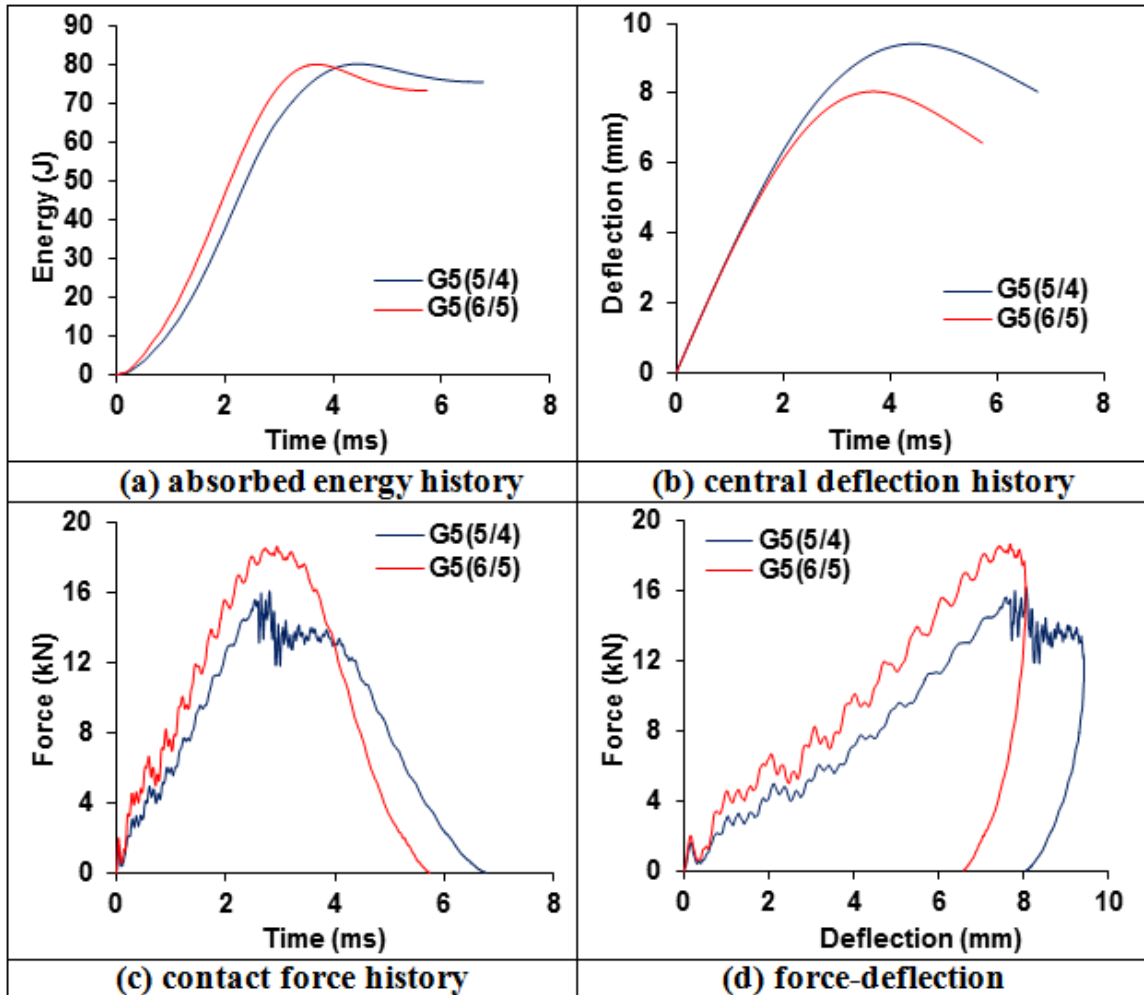 90
80
70
60
50
40
30
20
10
0
Energy (J)
G5(5/4)
G5(6/5)
0 2 4 6 8
Time (ms)
(a) absorbed energy history
10
8
6
4
2
0
Deflection (mm)
G5(5/4)
G5(6/5)
0 2 4 6 8
Time (ms)
(b) central deflection history
20
16
12
8
4
0
Force (kN)
G5(5/4)
G5(6/5)
0 2 4 6 8
Time (ms)
(c) contact force history
20
16
12
8
4
0
Force (kN)
G5(5/4)
G5(6/5)
0 2 4 6 8 10
Deflection (mm)
(d) force-deflection